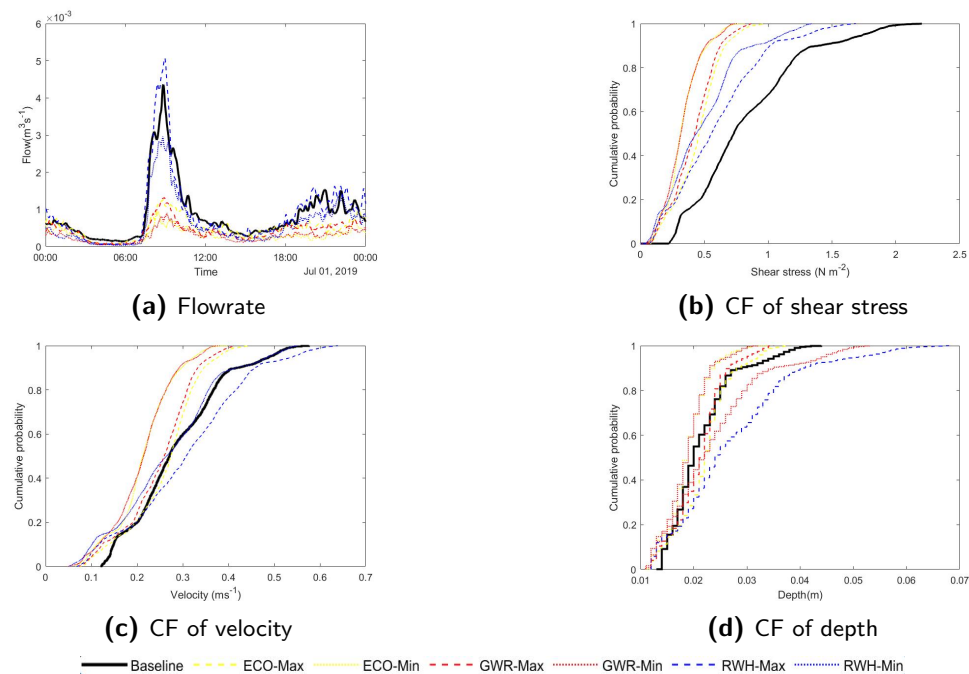 ×10⁻³
6
5
4
3
2
1
0
Flow(m³s⁻¹)
00:00 06:00 12:00 18:00 00:00
Time Jul 01, 2019
(a) Flowrate
1
0.8
0.6
0.4
0.2
0
Cumulative probability
0 0.5 1 1.5 2 2.5
Shear stress (N m⁻²)
(b) CF of shear stress
1
0.8
0.6
0.4
0.2
0
Cumulative probability
0 0.1 0.2 0.3 0.4 0.5 0.6 0.7
Velocity (ms⁻¹)
(c) CF of velocity
1
0.8
0.6
0.4
0.2
0
Cumulative probability
0.01 0.02 0.03 0.04 0.05 0.06 0.07
Depth(m)
(d) CF of depth
Baseline ECO-Max ECO-Min GWR-Max GWR-Min RWH-Max RWH-Min